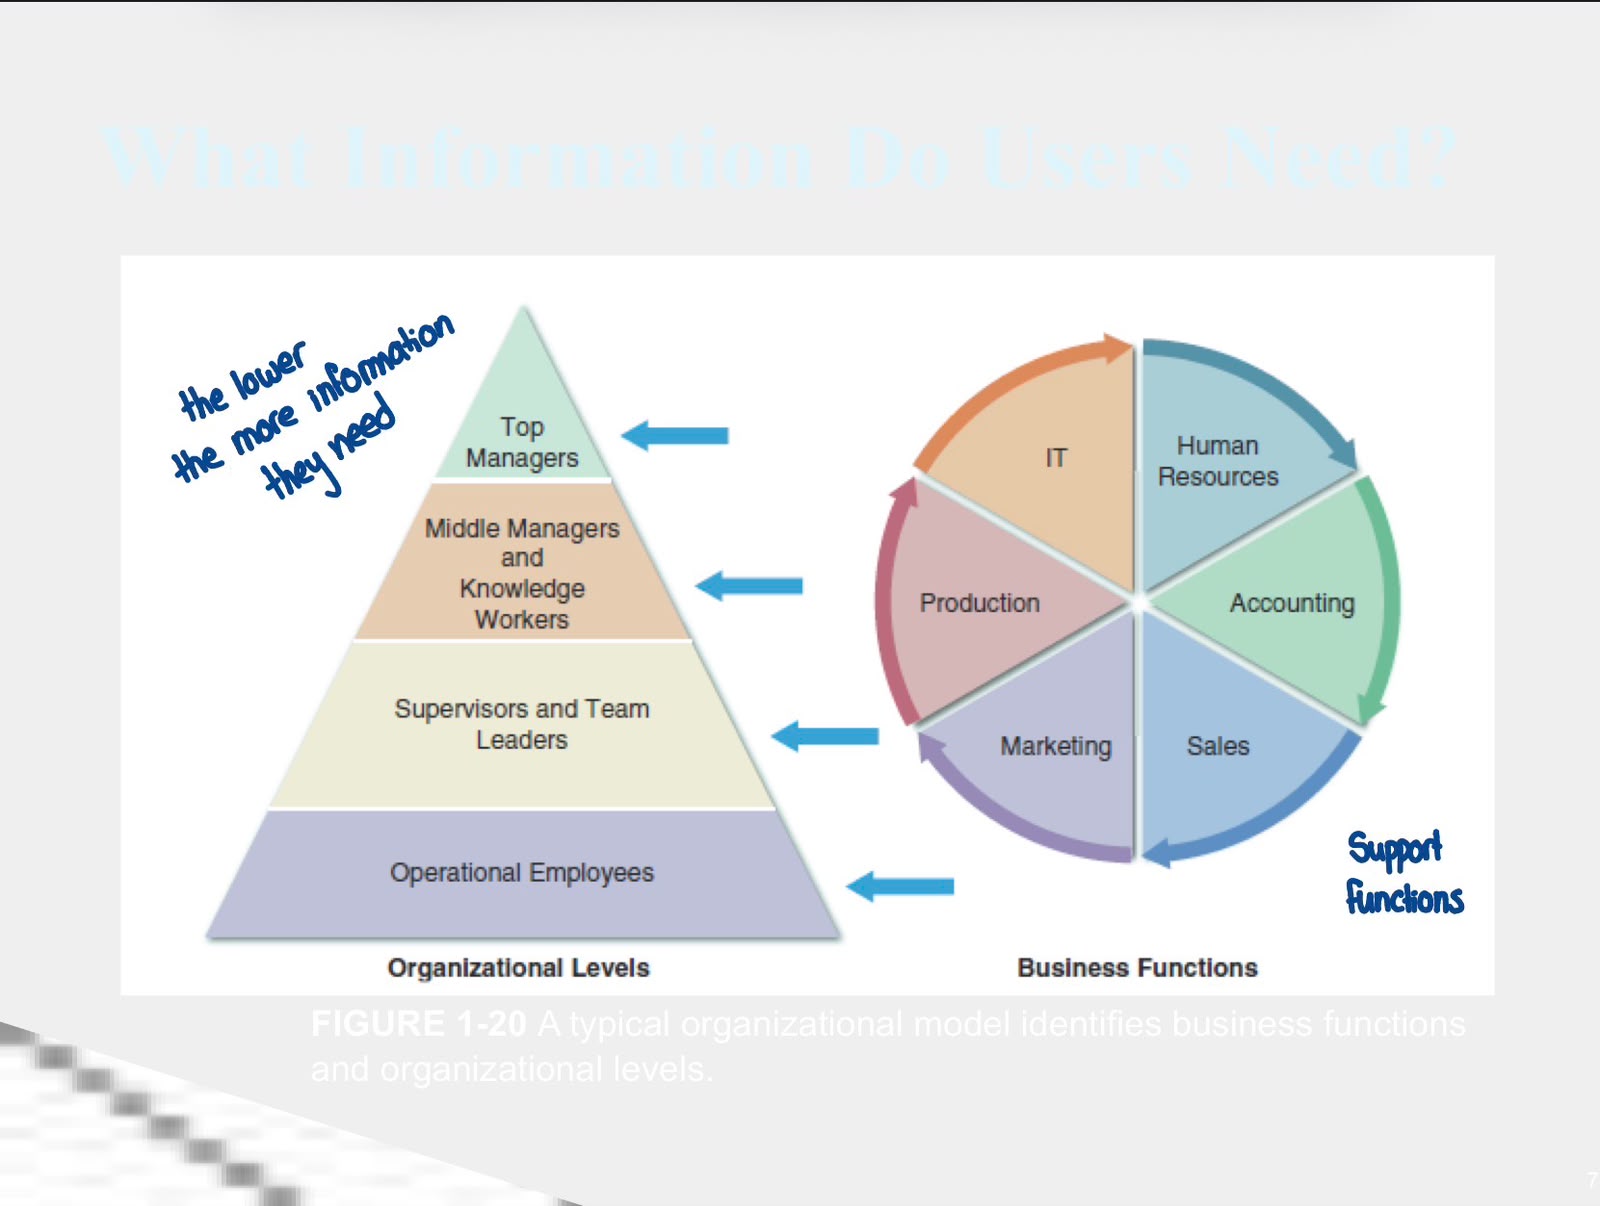 What Information Do Users Need?
the lower
the more information
they need
Top
Managers
Middle Managers
and
Knowledge
Workers
Supervisors and Team
Leaders
Operational Employees
Organizational Levels
IT
Human
Resources
Production
Accounting
Marketing
Sales
Support
functions
Business Functions
FIGURE 1-20 A typical organizational model identifies business functions
and organizational levels.
7